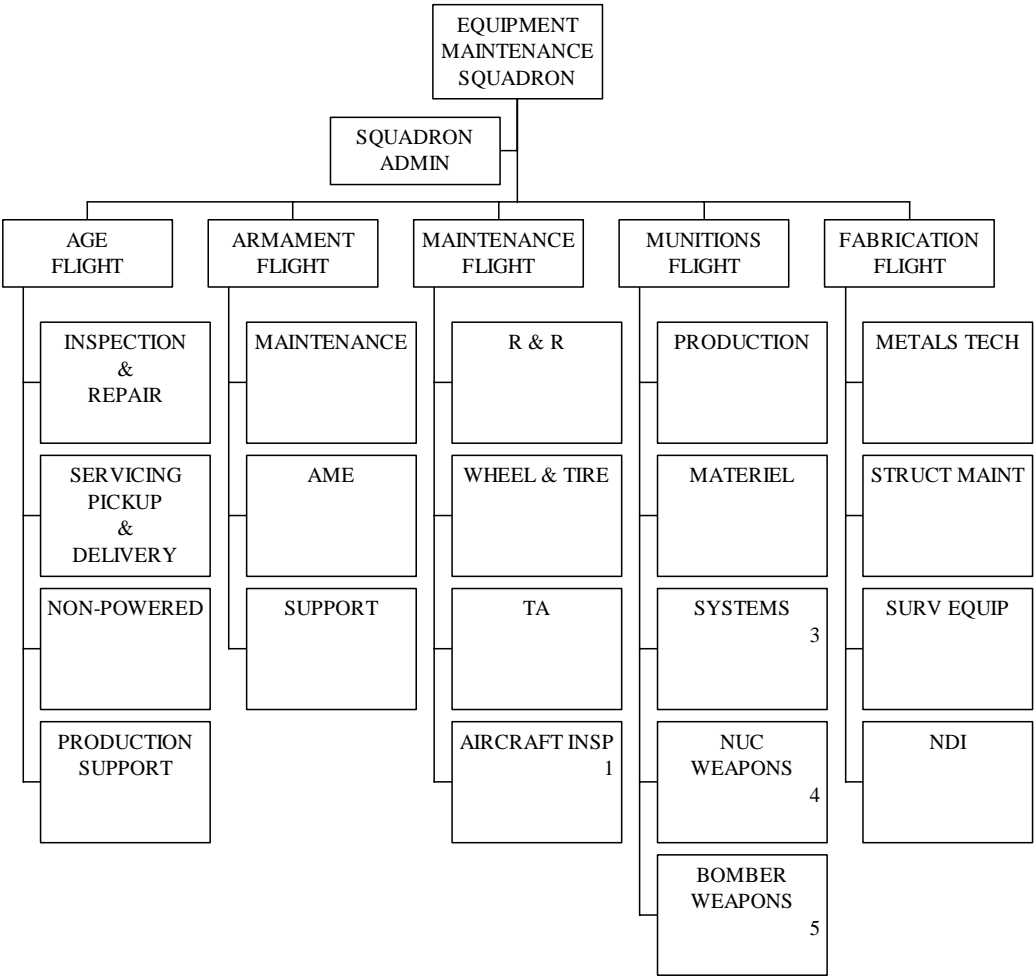 EQUIPMENT
MAINTENANCE
SQUADRON
SQUADRON
ADMIN
AGE
FLIGHT
ARMAMENT
FLIGHT
MAINTENANCE
FLIGHT
MUNITIONS
FLIGHT
FABRICATION
FLIGHT
INSPECTION
&
REPAIR
SERVICING
PICKUP
&
DELIVERY
NON-POWERED
PRODUCTION
SUPPORT
MAINTENANCE
AME
SUPPORT
R & R
WHEEL & TIRE
TA
AIRCRAFT INSP
1
PRODUCTION
MATERIEL
SYSTEMS
3
NUC
WEAPONS
4
BOMBER
WEAPONS
5
METALS TECH
STRUCT MAINT
SURV EQUIP
NDI